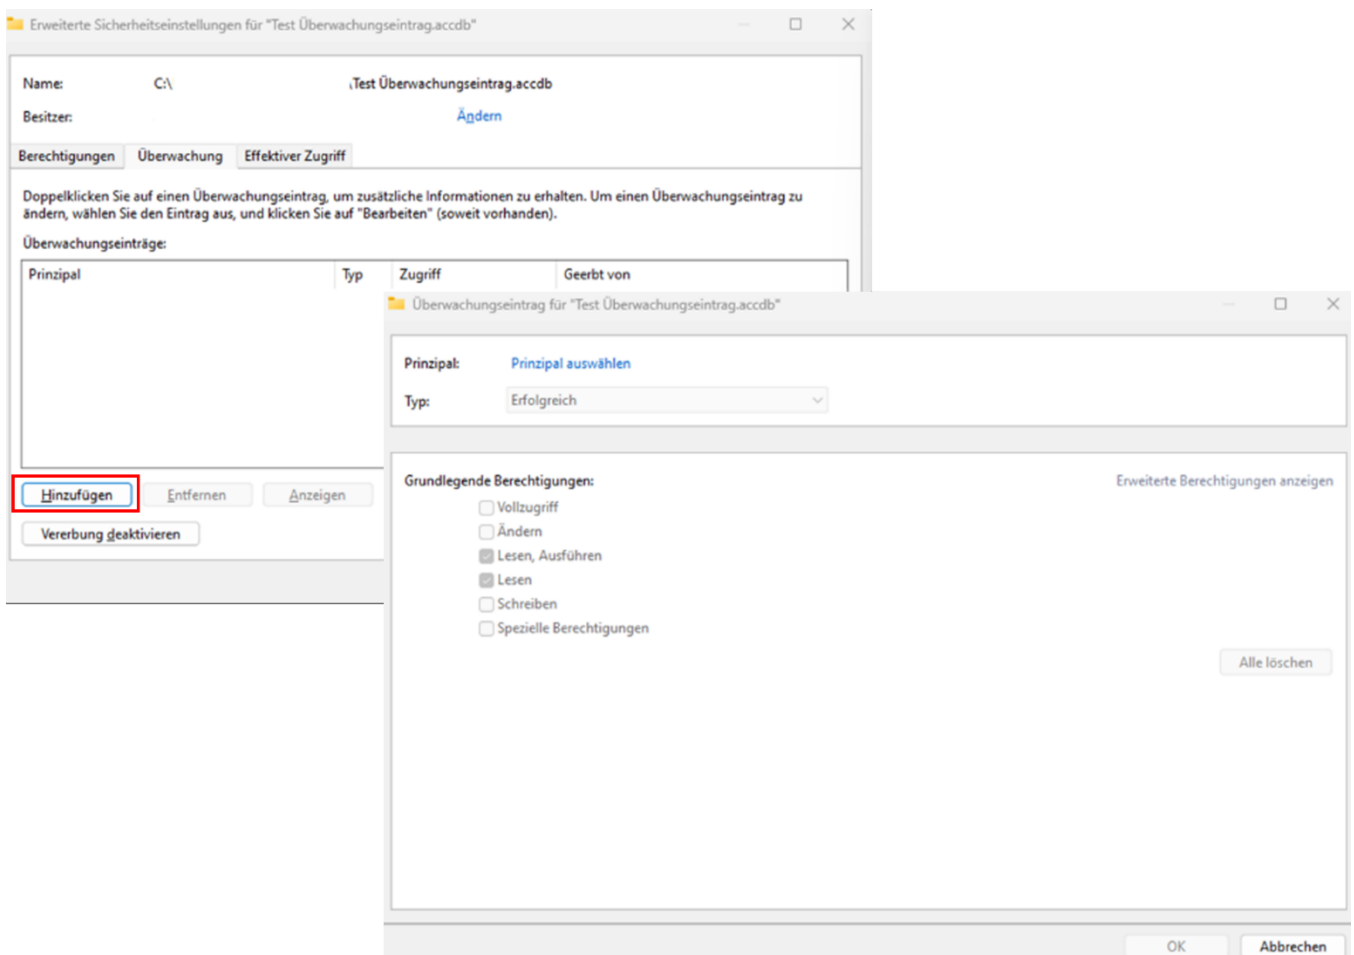 Erweiterte Sicherheitseinstellungen für "Test Überwachungseintrag.accdb"
Name: C:\ \Test Überwachungseintrag.accdb
Besitzer: Ändern
Berechtigungen Überwachung Effektiver Zugriff
Doppelklicken Sie auf einen Überwachungseintrag, um zusätzliche Informationen zu erhalten. Um einen Überwachungseintrag zu
ändern, wählen Sie den Eintrag aus, und klicken Sie auf "Bearbeiten" (soweit vorhanden).
Überwachungseinträge:
Prinzipal Typ Zugriff Geerbt von
Hinzufügen Entfernen Anzeigen
Vererbung deaktivieren
Überwachungseintrag für "Test Überwachungseintrag.accdb"
Prinzipal: Prinzipal auswählen
Typ: Erfolgreich
Grundlegende Berechtigungen: Erweiterte Berechtigungen anzeigen
Vollzugriff
Ändern
Lesen, Ausführen
Lesen
Schreiben
Spezielle Berechtigungen
Alle löschen
OK Abbrechen